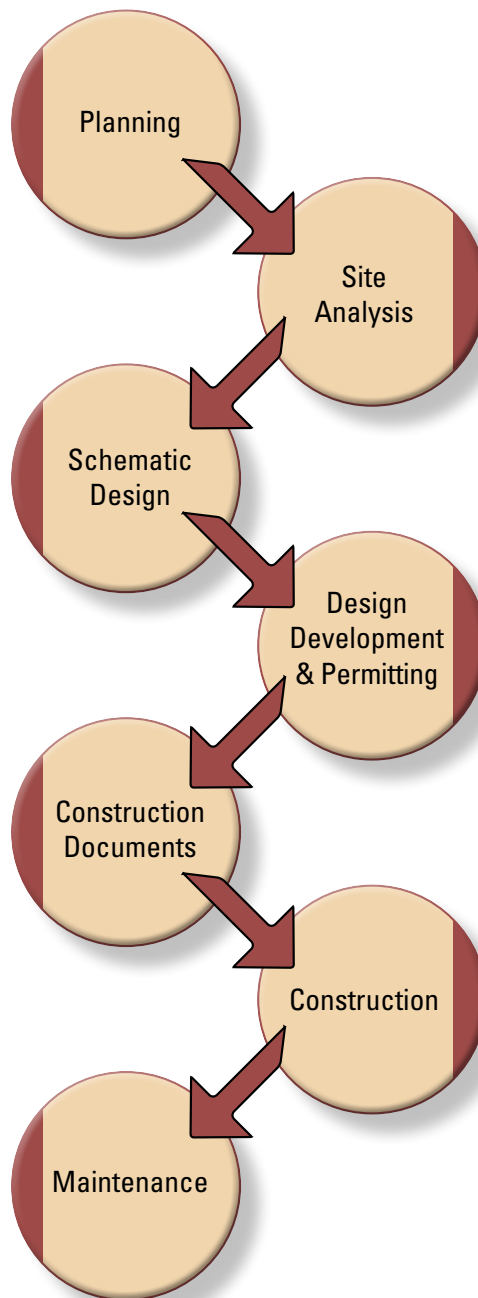 Planning
Site
Analysis
Schematic
Design
Design
Development
& Permitting
Construction
Documents
Construction
Maintenance